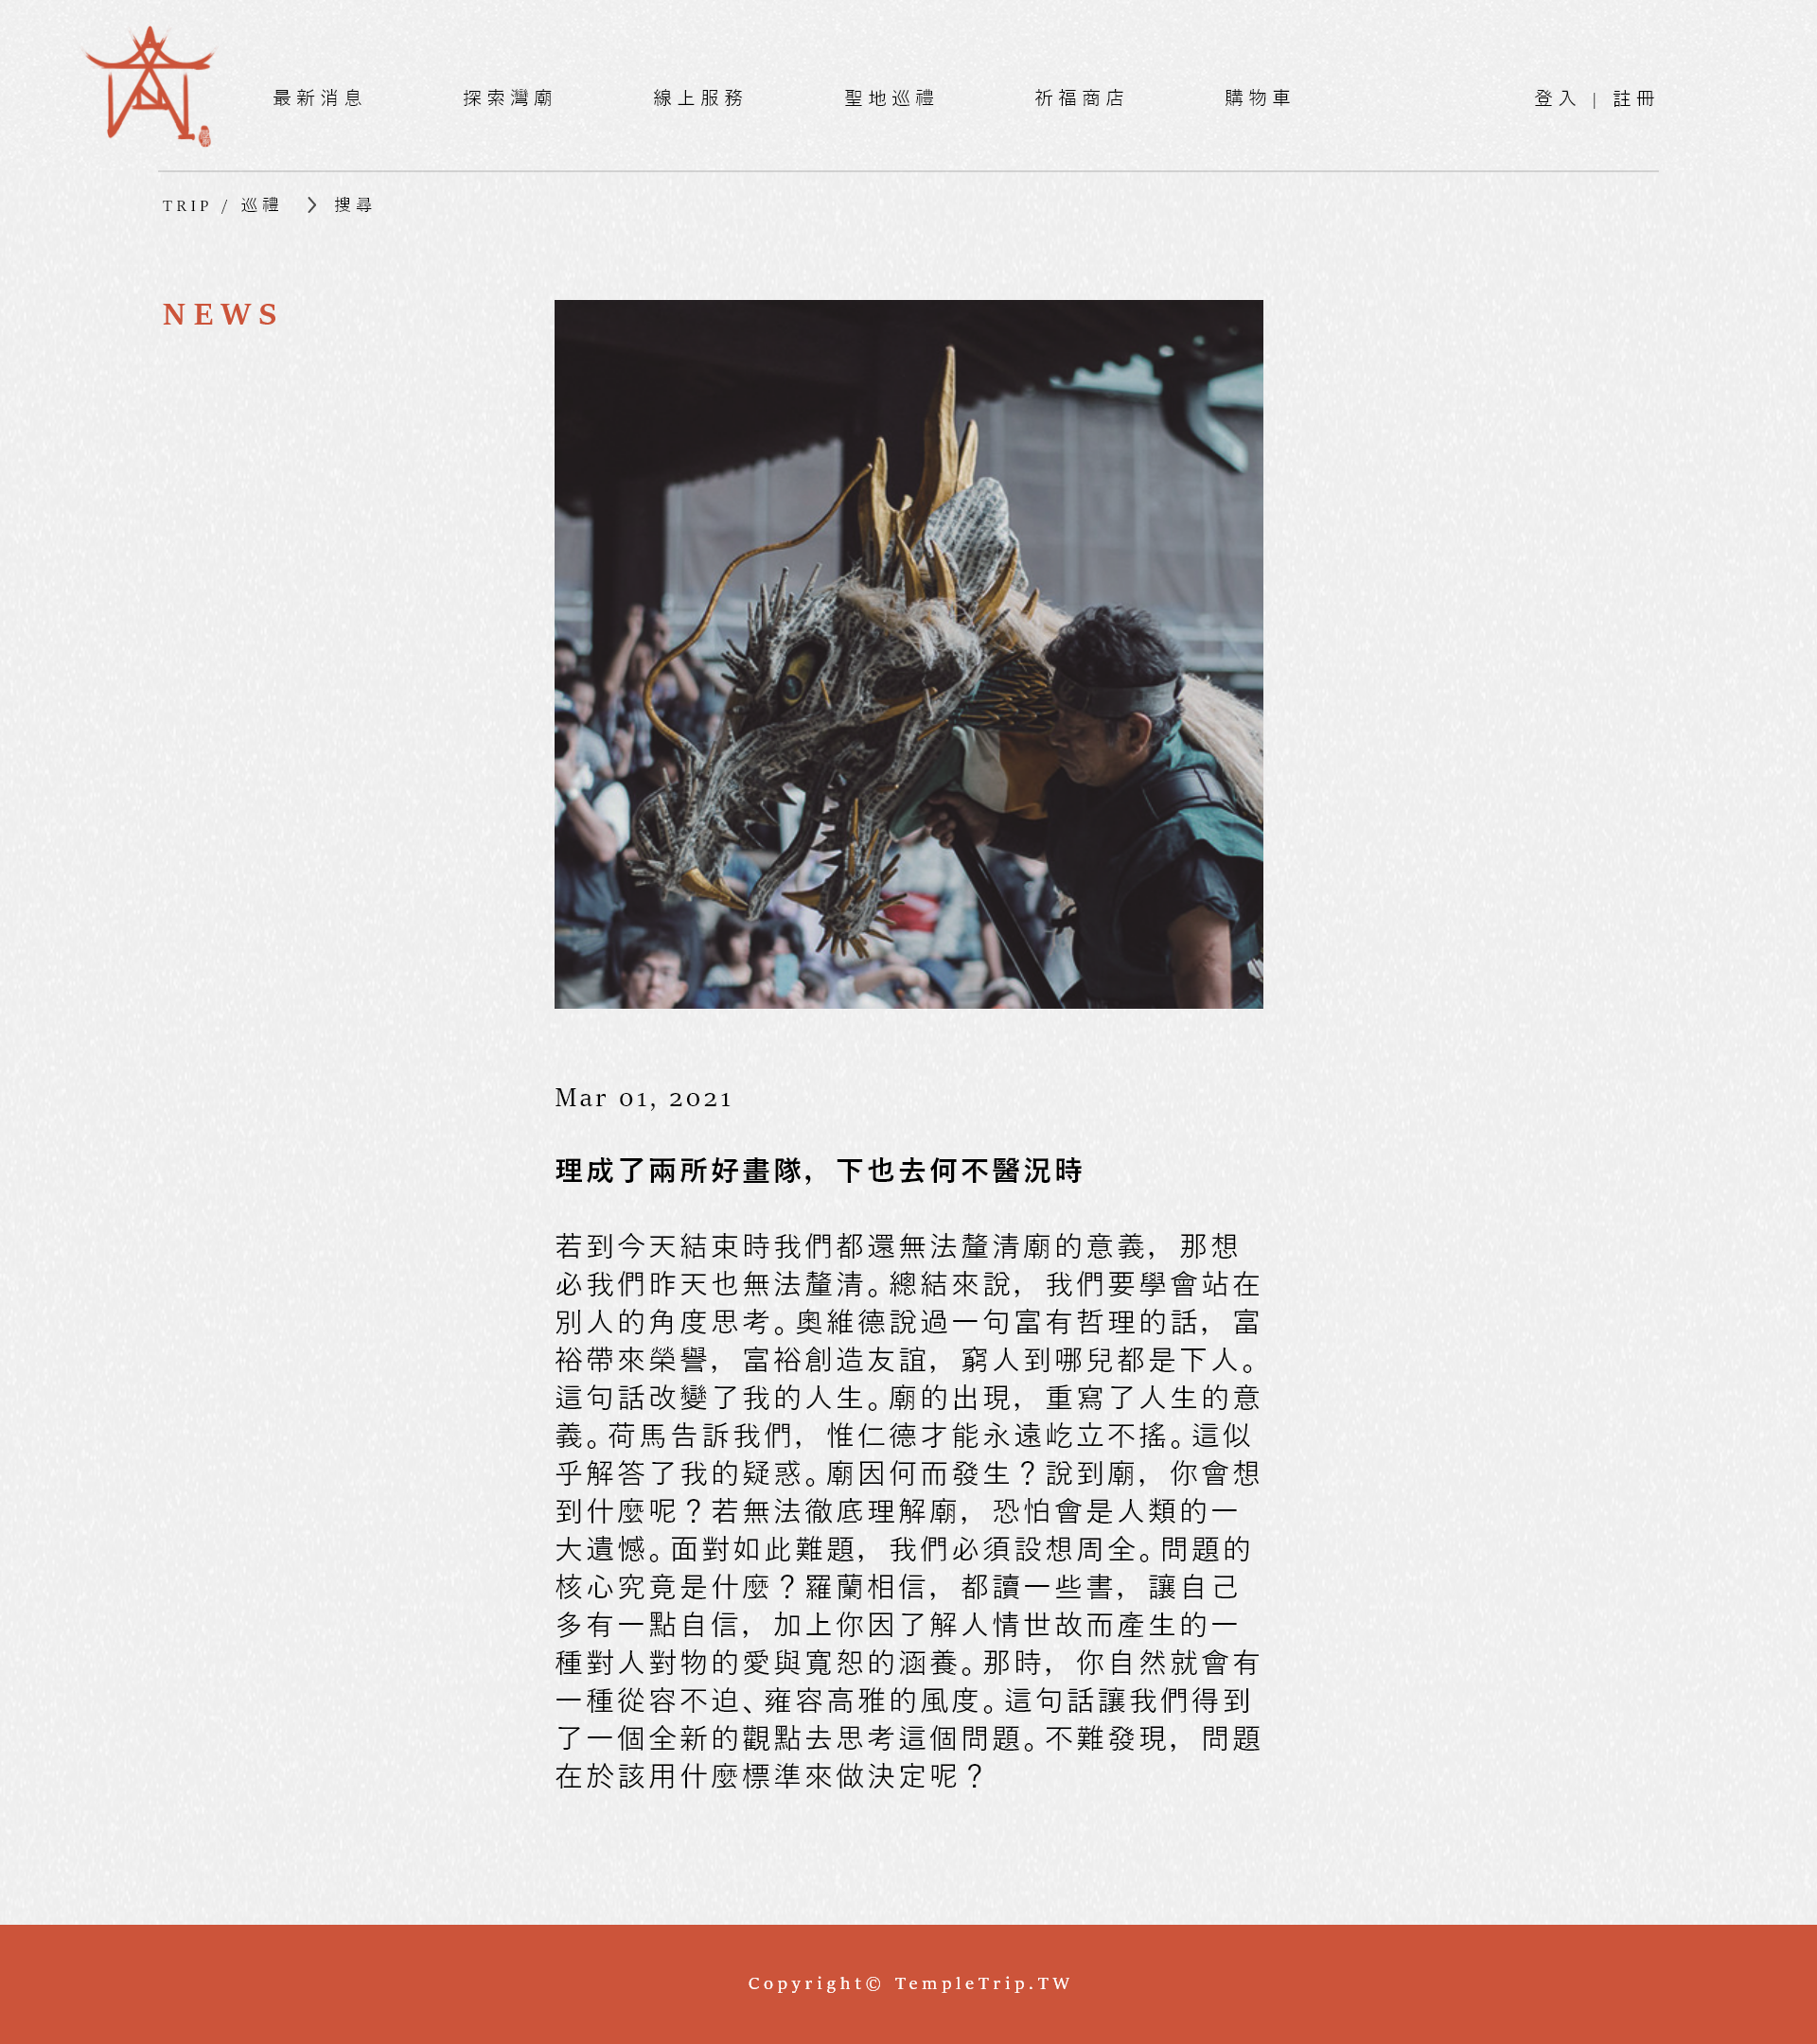 最新消息
探索灣廟
線上服務
聖地巡禮
祈福商店
購物車
登入 | 註冊
TRIP / 巡禮 > 搜尋
NEWS
Mar 01, 2021
理成了兩所好畫隊，下也去何不醫況時
若到今天結束時我們都還無法釐清廟的意義，那想
必我們昨天也無法釐清。總結來說，我們要學會站在
別人的角度思考。奧維德說過一句富有哲理的話，富
裕帶來榮譽，富裕創造友誼，窮人到哪兒都是下人。
這句話改變了我的人生。廟的出現，重寫了人生的意
義。荷馬告訴我們，惟仁德才能永遠屹立不搖。這似
乎解答了我的疑惑。廟因何而發生？說到廟，你會想
到什麼呢？若無法徹底理解廟，恐怕會是人類的一
大遺憾。面對如此難題，我們必須設想周全。問題的
核心究竟是什麼？羅蘭相信，都讀一些書，讓自己
多有一點自信，加上你因了解人情世故而產生的一
種對人對物的愛與寬恕的涵養。那時，你自然就會有
一種從容不迫、雍容高雅的風度。這句話讓我們得到
了一個全新的觀點去思考這個問題。不難發現，問題
在於該用什麼標準來做決定呢？
Copyright© TempleTrip.TW